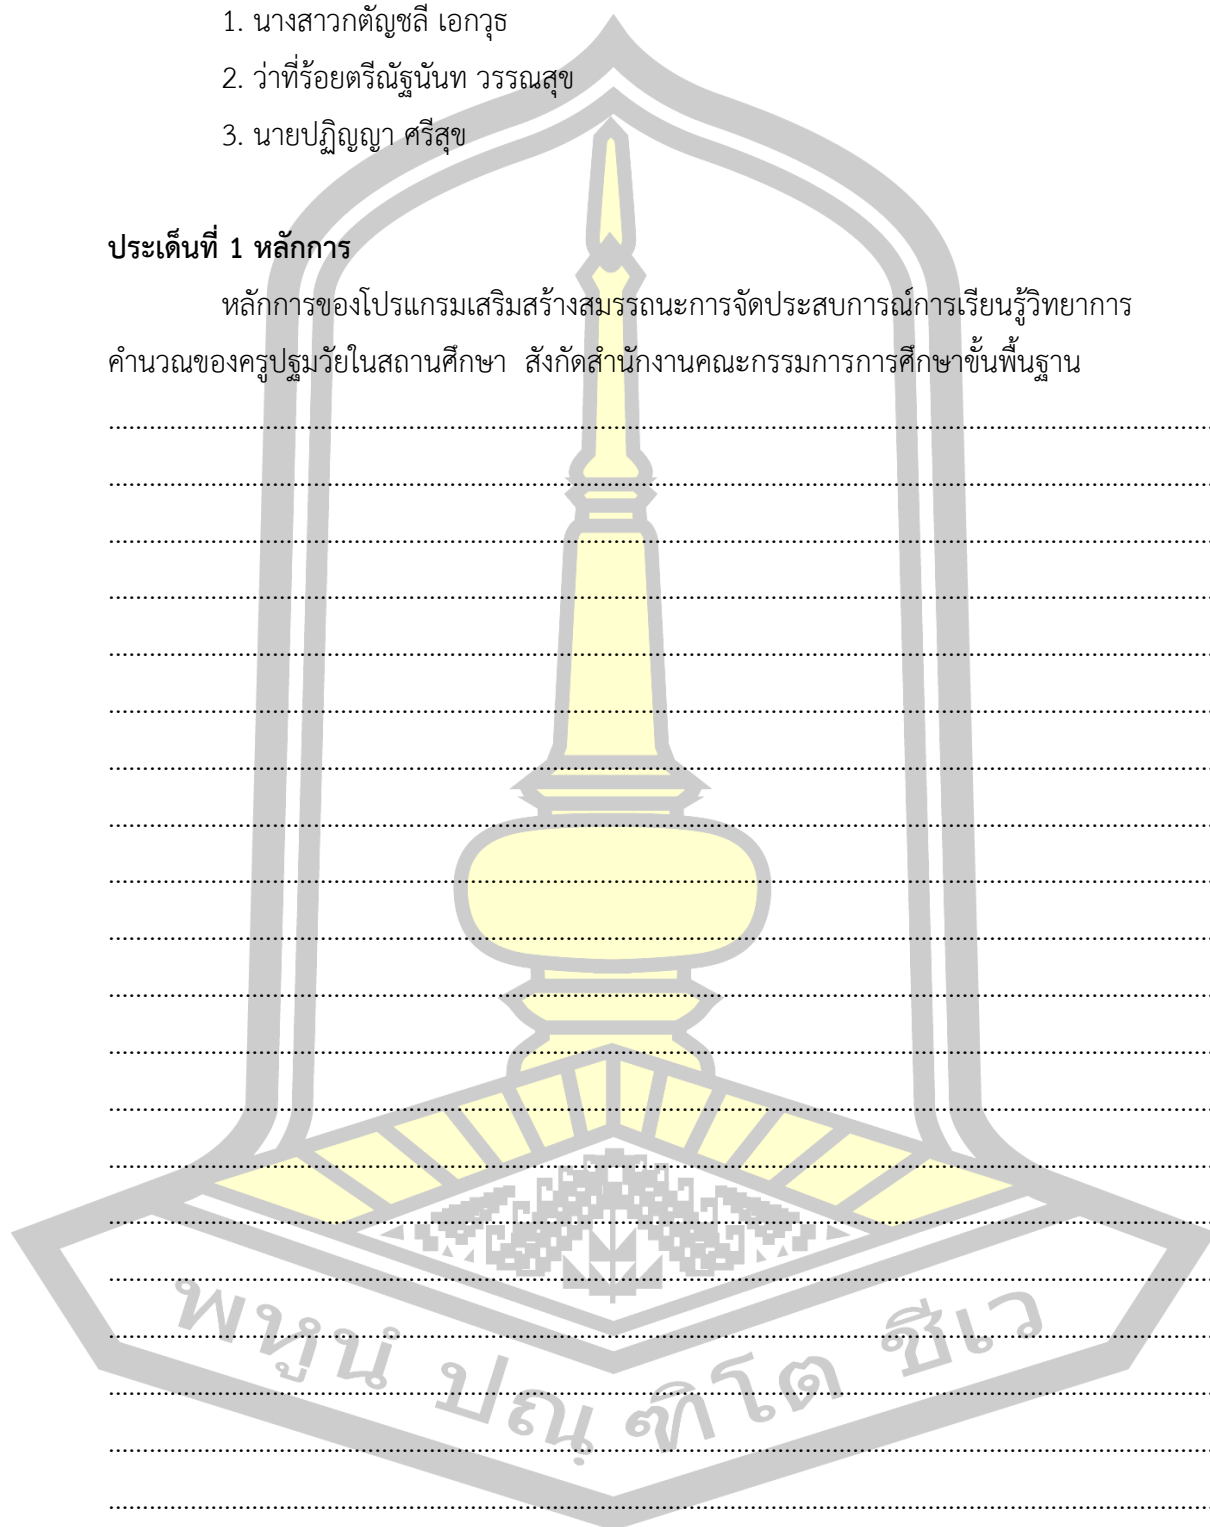 1. นางสาวกตัญชลี เอกวุธ
2. ว่าที่ร้อยตรีณัฐนันท วรรณสุข
3. นายปฏิญญา ศรีสุข
ประเด็นที่ 1 หลักการ
หลักการของโปรแกรมเสริมสร้างสมรรถนะการจัดประสบการณ์การเรียนรู้วิทยาการ
คำนวณของครูปฐมวัยในสถานศึกษา สังกัดสำนักงานคณะกรรมการการศึกษาขั้นพื้นฐาน
พหูนํ ปณฺฑิโต ชีเว